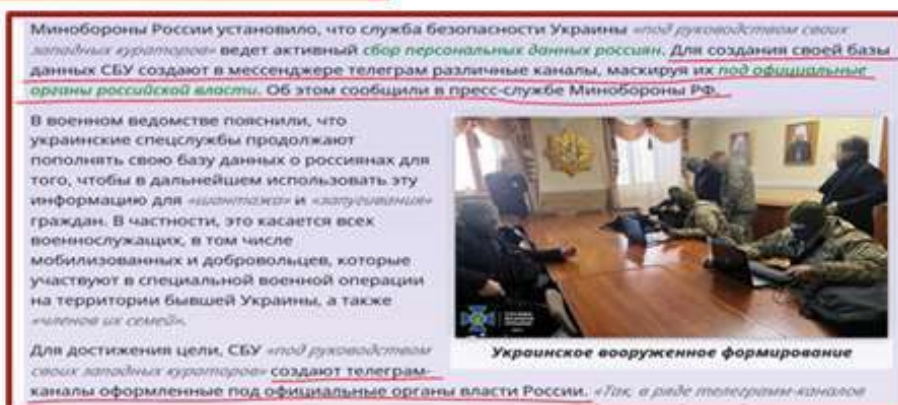 Минобороны России установило, что служба безопасности Украины «под руководством своих
западных кураторов» ведет активный сбор персональных данных россиян. Для создания своей базы
данных СБУ создают в мессенджере телеграм различные каналы, маскируя их под официальные
органы российской власти. Об этом сообщили в пресс-службе Минобороны РФ.
В военном ведомстве пояснили, что
украинские спецслужбы продолжают
пополнять свою базу данных о россиянах для
того, чтобы в дальнейшем использовать эту
информацию для «шантажа» и «запугивания»
граждан. В частности, это касается всех
военнослужащих, в том числе
мобилизованных и добровольцев, которые
участвуют в специальной военной операции
на территории бывшей Украины, а также
«членов их семей».
Украинское вооруженное формирование
Для достижения цели, СБУ «под руководством
своих западных кураторов» создают телеграм-
каналы оформленные под официальные органы власти России. «Так, в ряде телеграмм-каналов